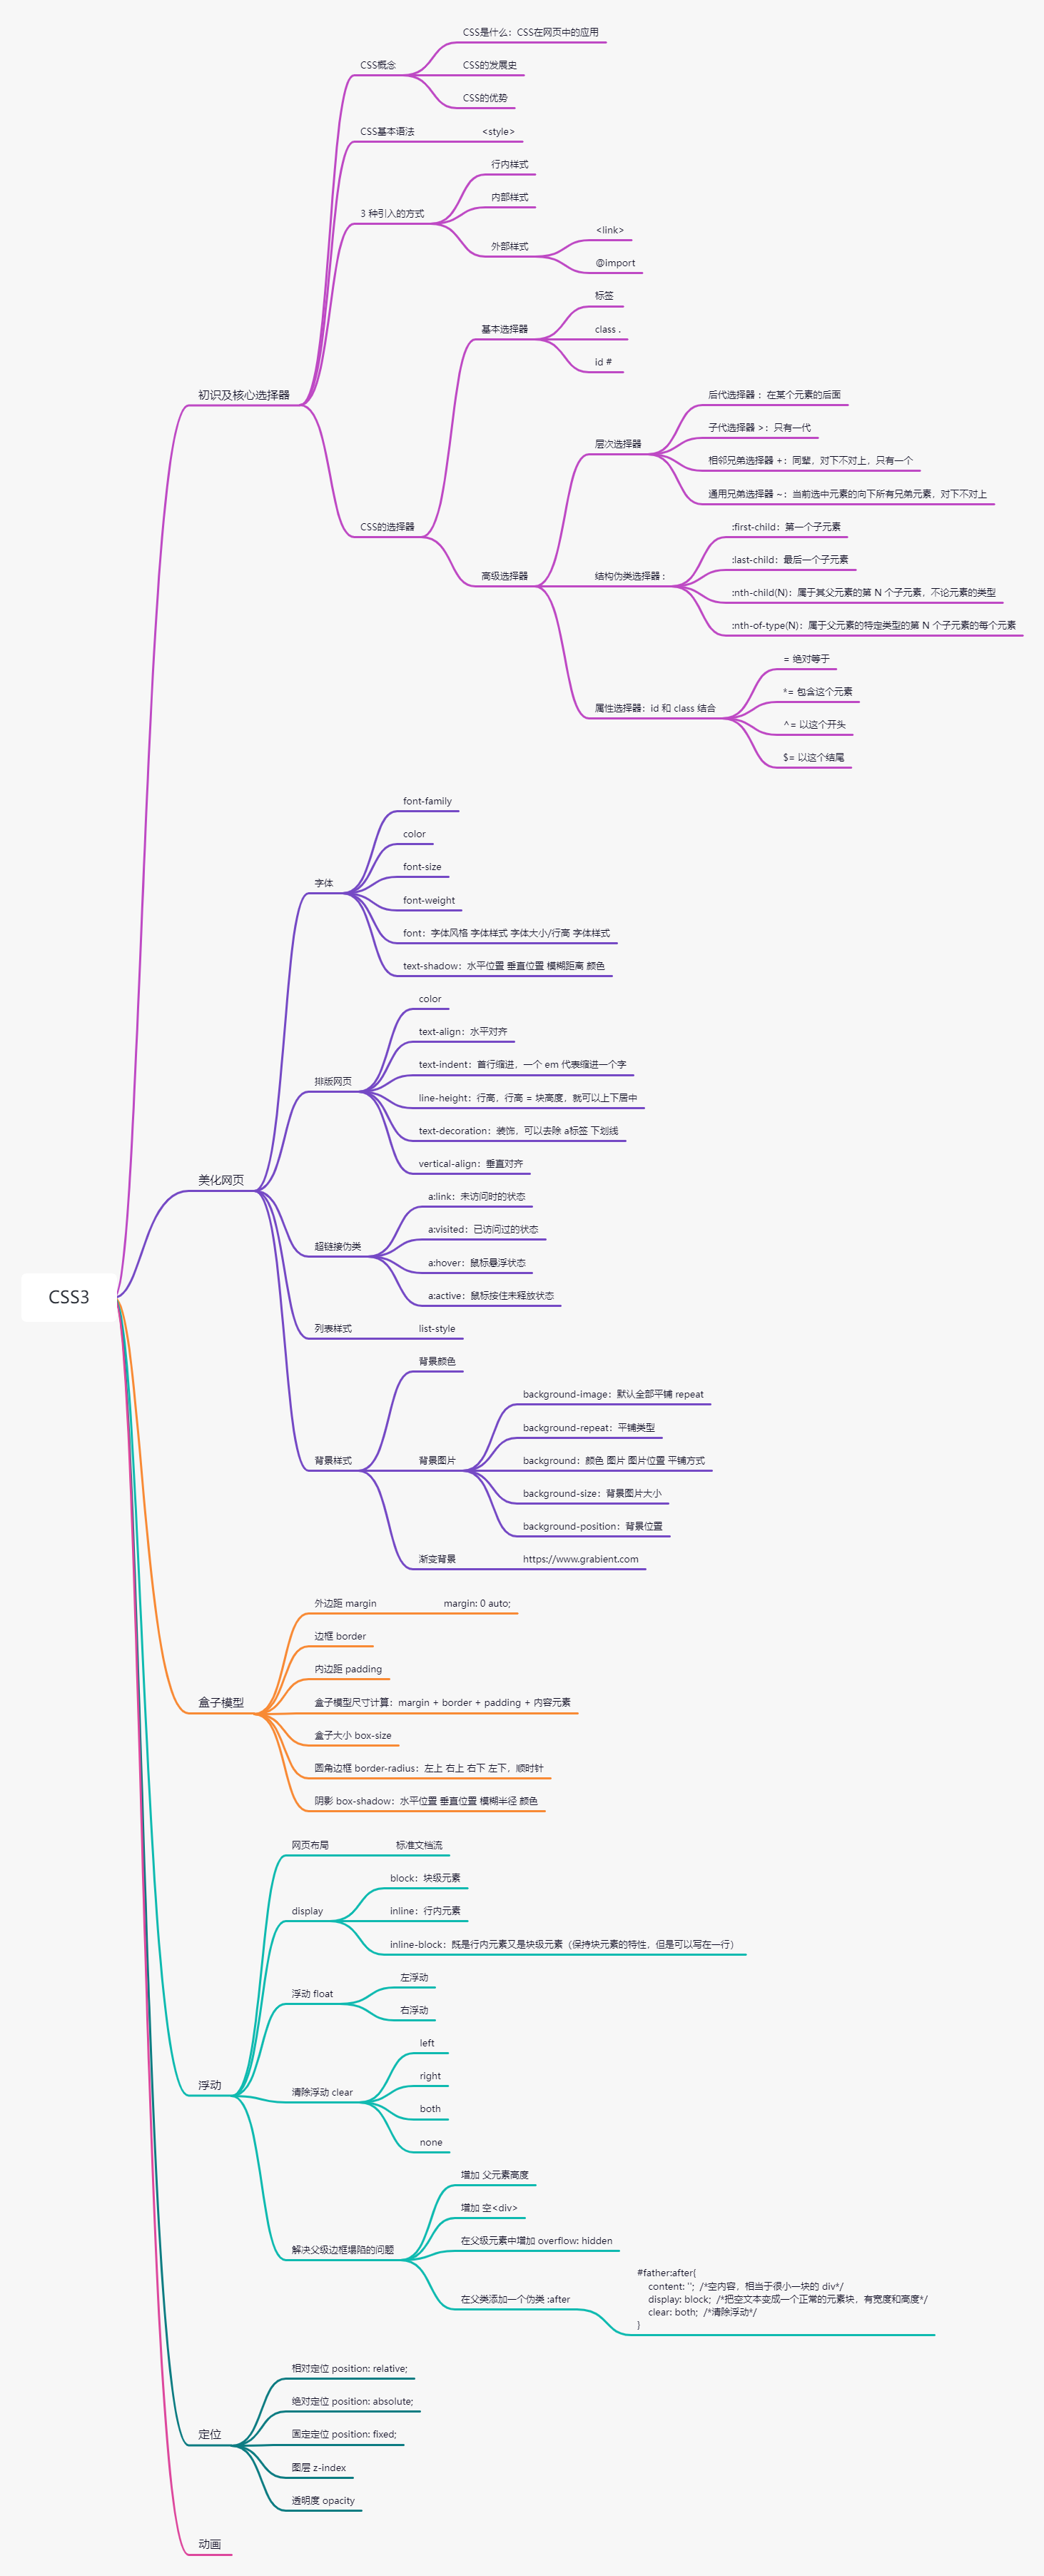 CSS3
初识及核心选择器
CSS概念
CSS是什么：CSS在网页中的应用
CSS的发展史
CSS的优势
CSS基本语法
<style>
3 种引入的方式
行内样式
内部样式
外部样式
<link>
@import
CSS的选择器
基本选择器
标签
class .
id #
高级选择器
层次选择器
后代选择器 ：在某个元素的后面
子代选择器 >：只有一代
相邻兄弟选择器 +：同辈，对下不对上，只有一个
通用兄弟选择器 ~：当前选中元素的向下所有兄弟元素，对下不对上
结构伪类选择器 :
:first-child：第一个子元素
:last-child：最后一个子元素
:nth-child(N)：属于其父元素的第 N 个子元素，不论元素的类型
:nth-of-type(N)：属于父元素的特定类型的第 N 个子元素的每个元素
属性选择器：id 和 class 结合
= 绝对等于
*= 包含这个元素
^= 以这个开头
$= 以这个结尾
美化网页
字体
font-family
color
font-size
font-weight
font：字体风格 字体样式 字体大小/行高 字体样式
text-shadow：水平位置 垂直位置 模糊距离 颜色
排版网页
color
text-align：水平对齐
text-indent：首行缩进，一个 em 代表缩进一个字
line-height：行高，行高 = 块高度，就可以上下居中
text-decoration：装饰，可以去除 a标签 下划线
vertical-align：垂直对齐
超链接伪类
a:link：未访问时的状态
a:visited：已访问过的状态
a:hover：鼠标悬浮状态
a:active：鼠标按住未释放状态
列表样式
list-style
背景样式
背景颜色
背景图片
background-image：默认全部平铺 repeat
background-repeat：平铺类型
background：颜色 图片 图片位置 平铺方式
background-size：背景图片大小
background-position：背景位置
渐变背景
https://www.grabient.com
盒子模型
外边距 margin
margin: 0 auto;
边框 border
内边距 padding
盒子模型尺寸计算：margin + border + padding + 内容元素
盒子大小 box-size
圆角边框 border-radius：左上 右上 右下 左下，顺时针
阴影 box-shadow：水平位置 垂直位置 模糊半径 颜色
浮动
网页布局
标准文档流
display
block：块级元素
inline：行内元素
inline-block：既是行内元素又是块级元素（保持块元素的特性，但是可以写在一行）
浮动 float
左浮动
右浮动
清除浮动 clear
left
right
both
none
解决父级边框塌陷的问题
增加 父元素高度
增加 空<div>
在父级元素中增加 overflow: hidden
在父类添加一个伪类 :after
#father:after{
content: ''; /*空内容，相当于很小一块的 div*/
display: block; /*把空文本变成一个正常的元素块，有宽度和高度*/
clear: both; /*清除浮动*/
}
定位
相对定位 position: relative;
绝对定位 position: absolute;
固定定位 position: fixed;
图层 z-index
透明度 opacity
动画